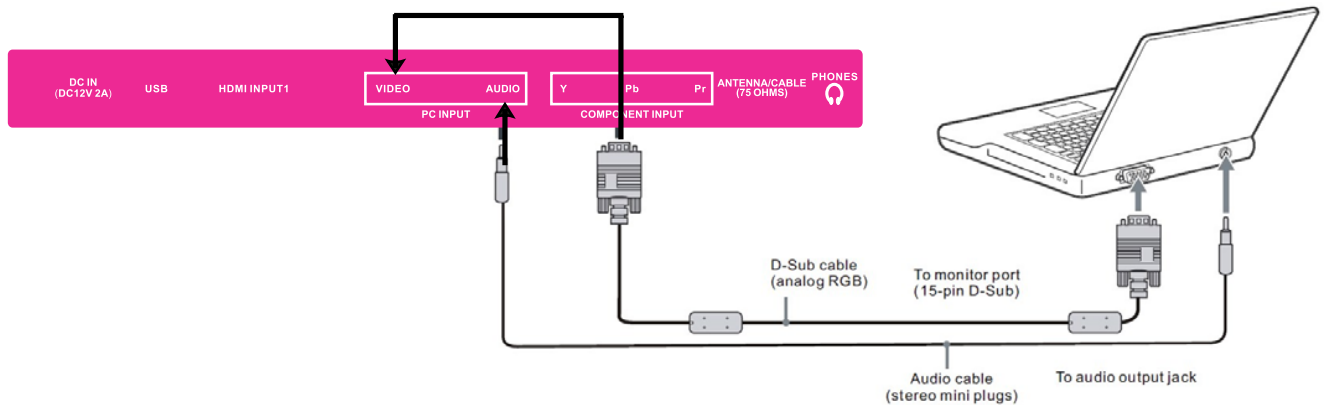 DC IN
(DC12V 2A)
USB
HDMI INPUT1
VIDEO
AUDIO
PC INPUT
Y
Pb
Pr
COMPONENT INPUT
ANTENNA/CABLE
(75 OHMS)
PHONES
D-Sub cable
(analog RGB)
To monitor port
(15-pin D-Sub)
Audio cable
(stereo mini plugs)
To audio output jack